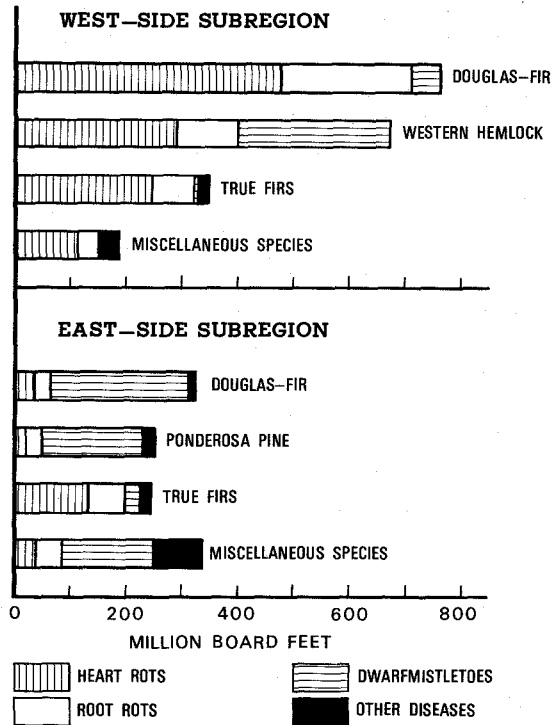 WEST—SIDE SUBREGION
DOUGLAS—FIR
WESTERN HEMLOCK
TRUE FIRS
MISCELLANEOUS SPECIES
EAST—SIDE SUBREGION
DOUGLAS—FIR
PONDEROSA PINE
TRUE FIRS
MISCELLANEOUS SPECIES
0 200 400 600 800
MILLION BOARD FEET
HEART ROTS DWARFMISTLETOES
ROOT ROTS OTHER DISEASES